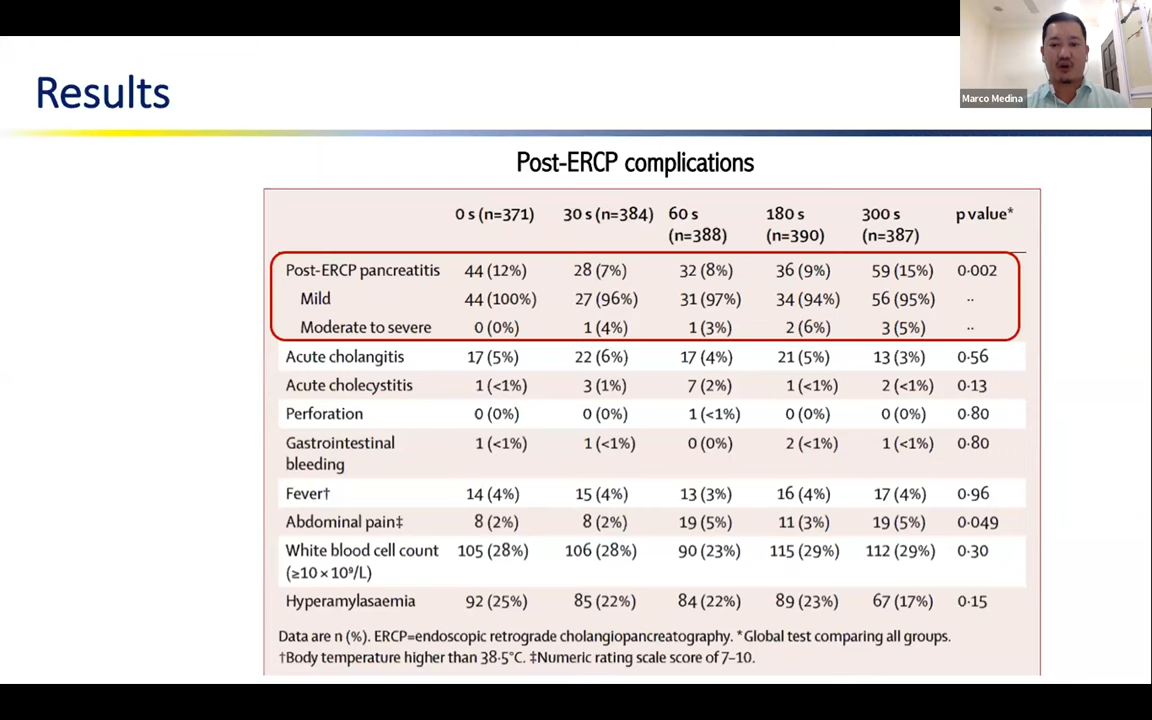 Marco Medina
Results
Post-ERCP complications
0 s (n=371) 30 s (n=384) 60 s (n=388) 180 s (n=390) 300 s (n=387) p value*
Post-ERCP pancreatitis 44 (12%) 28 (7%) 32 (8%) 36 (9%) 59 (15%) 0·002
Mild 44 (100%) 27 (96%) 31 (97%) 34 (94%) 56 (95%) ··
Moderate to severe 0 (0%) 1 (4%) 1 (3%) 2 (6%) 3 (5%) ··
Acute cholangitis 17 (5%) 22 (6%) 17 (4%) 21 (5%) 13 (3%) 0·56
Acute cholecystitis 1 (<1%) 3 (1%) 7 (2%) 1 (<1%) 2 (<1%) 0·13
Perforation 0 (0%) 0 (0%) 1 (<1%) 0 (0%) 0 (0%) 0·80
Gastrointestinal 1 (<1%) 1 (<1%) 0 (0%) 2 (<1%) 1 (<1%) 0·80
bleeding
Fever† 14 (4%) 15 (4%) 13 (3%) 16 (4%) 17 (4%) 0·96
Abdominal pain‡ 8 (2%) 8 (2%) 19 (5%) 11 (3%) 19 (5%) 0·049
White blood cell count 105 (28%) 106 (28%) 90 (23%) 115 (29%) 112 (29%) 0·30
(≥10 × 10⁹/L)
Hyperamylasaemia 92 (25%) 85 (22%) 84 (22%) 89 (23%) 67 (17%) 0·15
Data are n (%). ERCP=endoscopic retrograde cholangiopancreatography. *Global test comparing all groups.
†Body temperature higher than 38·5°C. ‡Numeric rating scale score of 7–10.